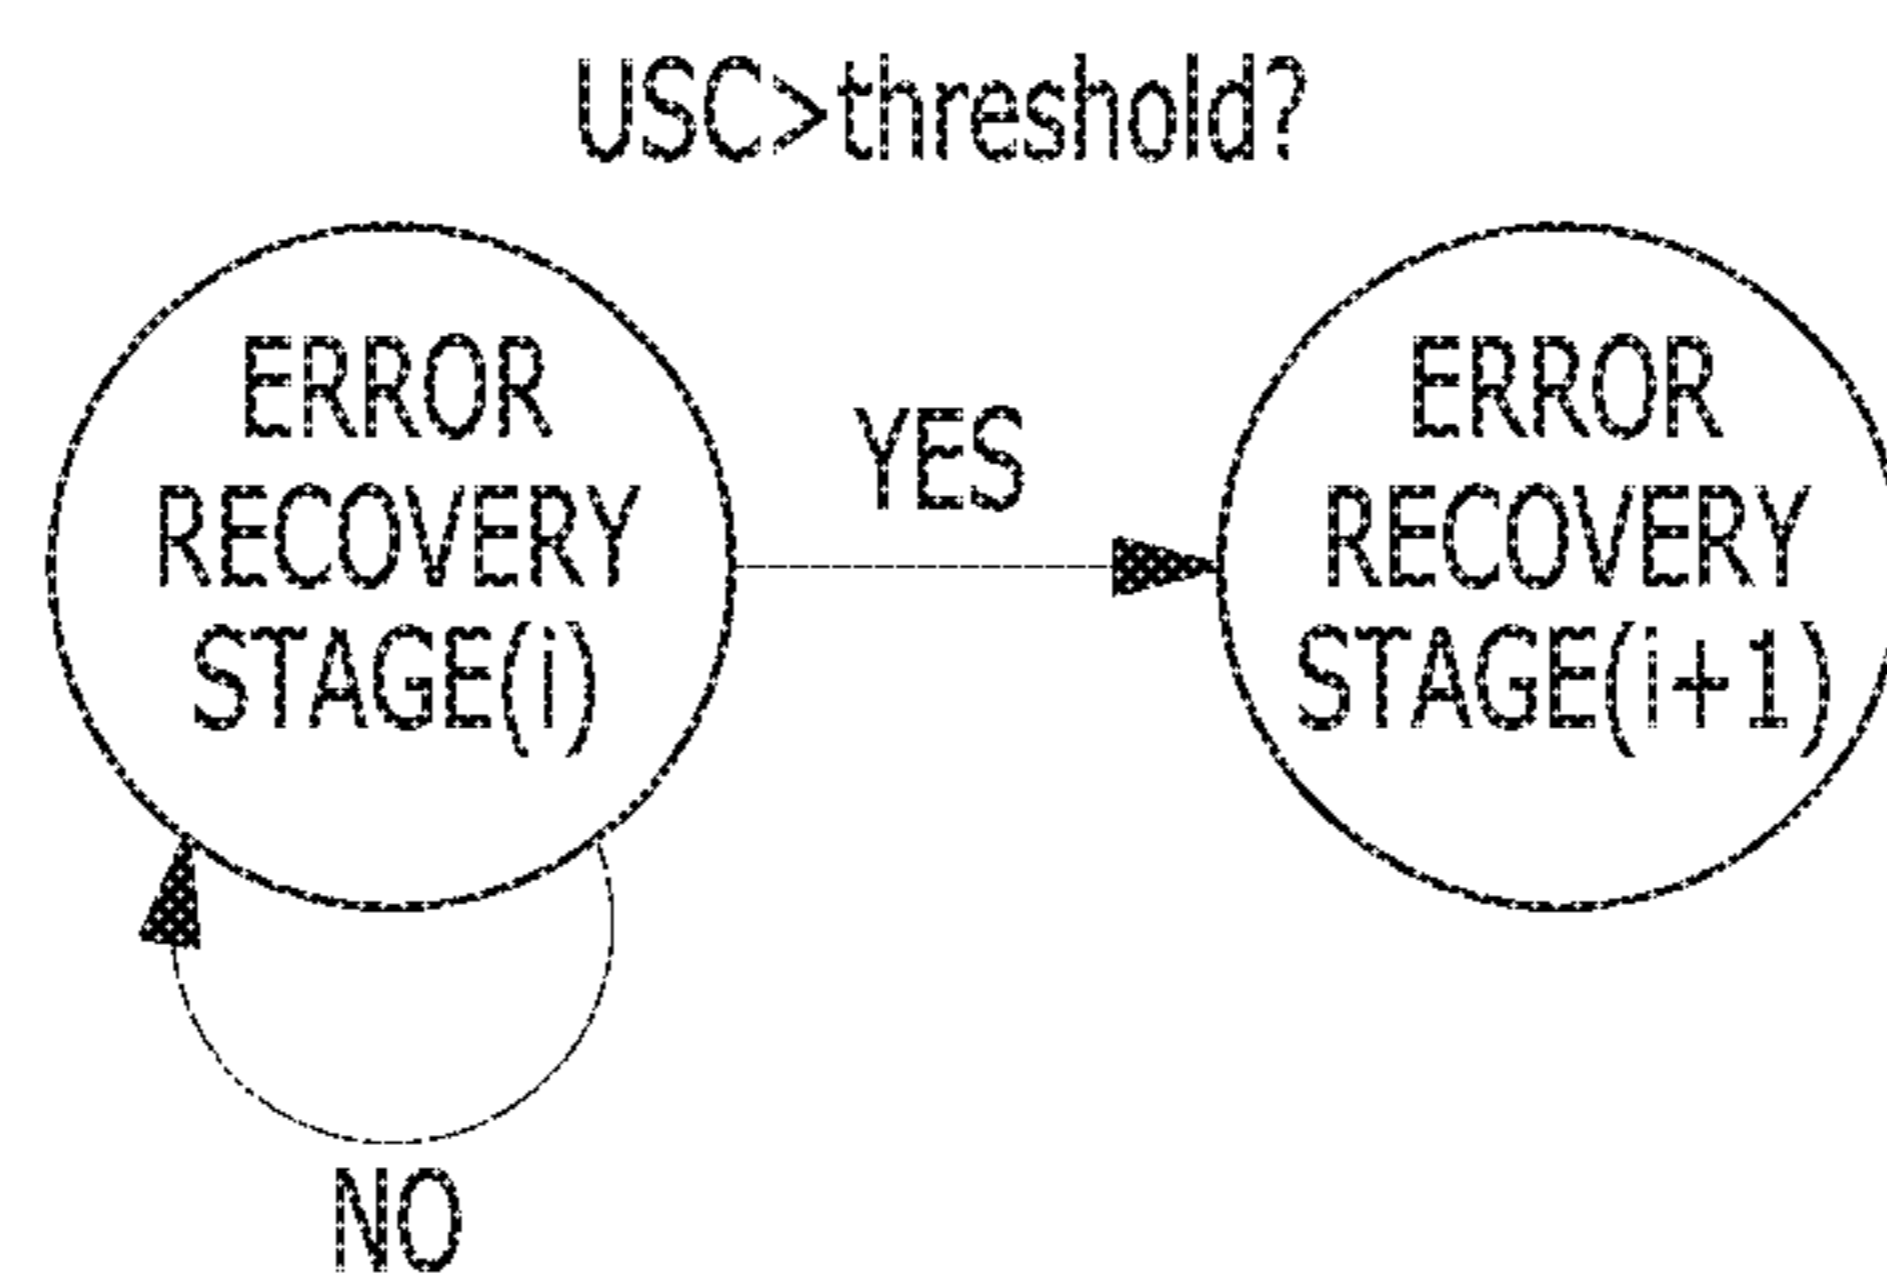 USC>threshold?
ERROR
RECOVERY
STAGE(i)
YES
ERROR
RECOVERY
STAGE(i+1)
NO